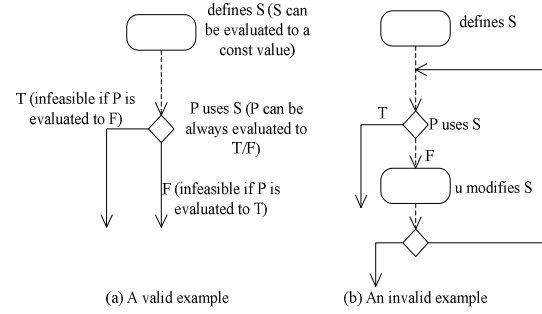 defines S (S can
be evaluated to a
const value)
T (infeasible if P is
evaluated to F)
P uses S (P can be
always evaluated to
T/F)
F (infeasible if P is
evaluated to T)
(a) A valid example
defines S
T
P uses S
F
u modifies S
(b) An invalid example